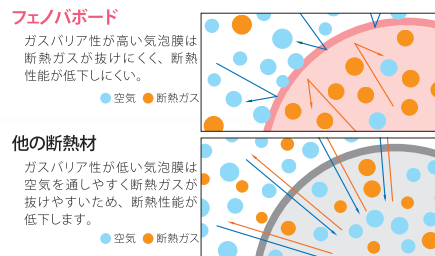 フェノバボード
ガスバリア性が高い気泡膜は
断熱ガスが抜けにくく、断熱
性能が低下しにくい。
空気 断熱ガス
他の断熱材
ガスバリア性が低い気泡膜は
空気を通しやすく断熱ガスが
抜けやすいため、断熱性能が
低下します。
空気 断熱ガス